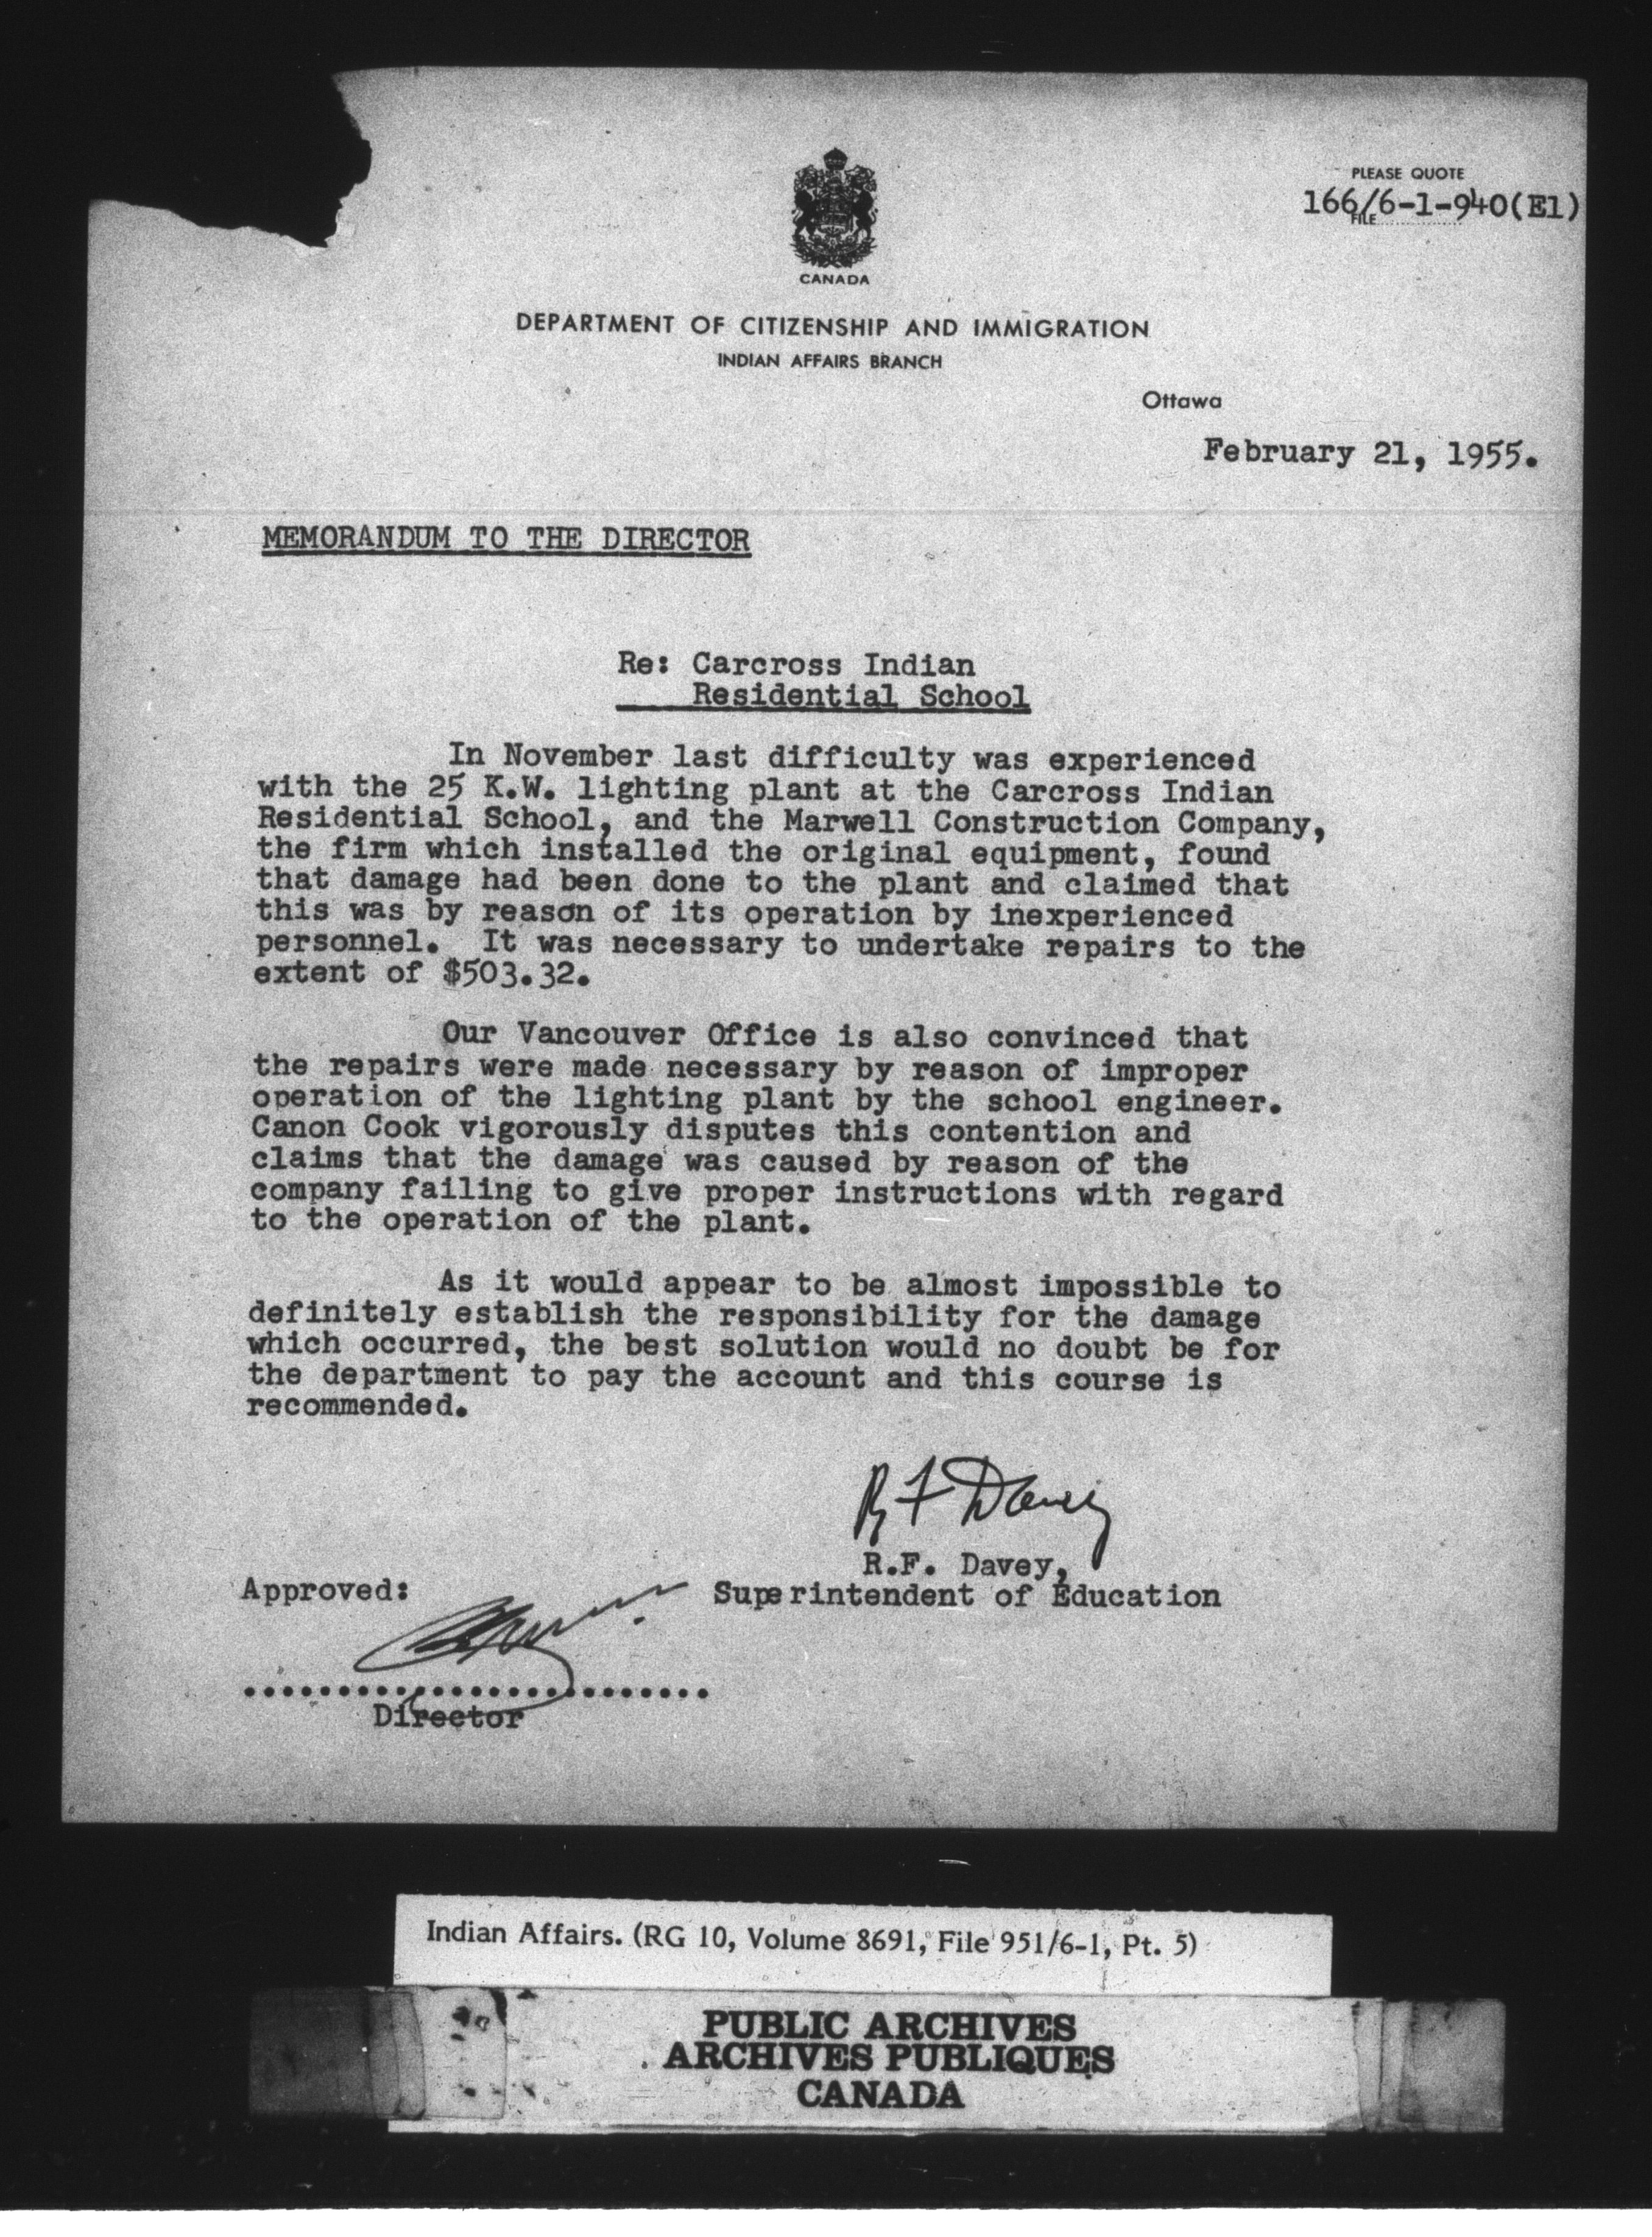 PLEASE QUOTE
166/6-1-940(E1)
FILE
CANADA
DEPARTMENT OF CITIZENSHIP AND IMMIGRATION
INDIAN AFFAIRS BRANCH
Ottawa
February 21, 1955.
MEMORANDUM TO THE DIRECTOR
Re: Carcross Indian
Residential School
In November last difficulty was experienced
with the 25 K.W. lighting plant at the Carcross Indian
Residential School, and the Marwell Construction Company,
the firm which installed the original equipment, found
that damage had been done to the plant and claimed that
this was by reason of its operation by inexperienced
personnel. It was necessary to undertake repairs to the
extent of $503.32.
Our Vancouver Office is also convinced that
the repairs were made necessary by reason of improper
operation of the lighting plant by the school engineer.
Canon Cook vigorously disputes this contention and
claims that the damage was caused by reason of the
company failing to give proper instructions with regard
to the operation of the plant.
As it would appear to be almost impossible to
definitely establish the responsibility for the damage
which occurred, the best solution would no doubt be for
the department to pay the account and this course is
recommended.
R F Davey
R.F. Davey,
Superintendent of Education
Approved:
Director
Indian Affairs. (RG 10, Volume 8691, File 951/6-1, Pt. 5)
PUBLIC ARCHIVES
ARCHIVES PUBLIQUES
CANADA